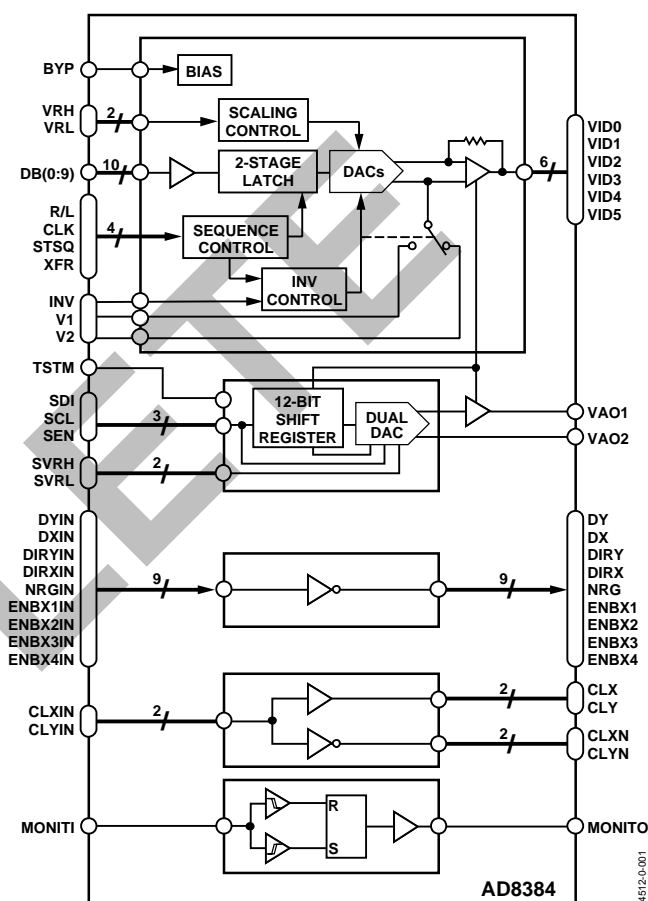 BYP
BIAS
VRH
VRL
2
SCALING
CONTROL
DB(0:9)
10
2-STAGE
LATCH
DACs
6
VID0
VID1
VID2
VID3
VID4
VID5
R/L
CLK
STSQ
XFR
4
SEQUENCE
CONTROL
INV
CONTROL
INV
V1
V2
TSTM
SDI
SCL
SEN
3
12-BIT
SHIFT
REGISTER
DUAL
DAC
VAO1
VAO2
SVRH
SVRL
2
DYIN
DXIN
DIRYIN
DIRXIN
NRGIN
ENBX1IN
ENBX2IN
ENBX3IN
ENBX4IN
9
9
DY
DX
DIRY
DIRX
NRG
ENBX1
ENBX2
ENBX3
ENBX4
CLXIN
CLYIN
2
2
CLX
CLY
2
CLXN
CLYN
MONITI
R
S
MONITO
AD8384
4512-0-001
LETE